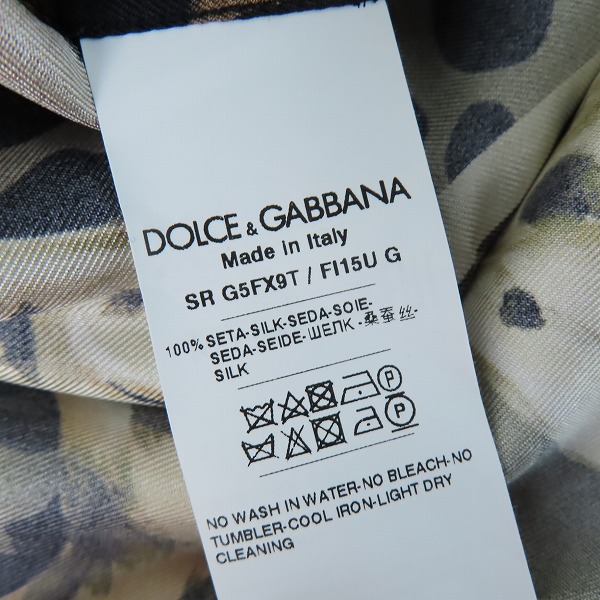 DOLCE & GABBANA
Made in Italy
SR G5FX9T / FI15U G
100% SETA-SILK-SEDA-SOIE-
SEDA-SEIDE-ШЕЛК-桑蚕丝-
SILK
P
P
NO WASH IN WATER-NO BLEACH-NO
TUMBLER-COOL IRON-LIGHT DRY
CLEANING